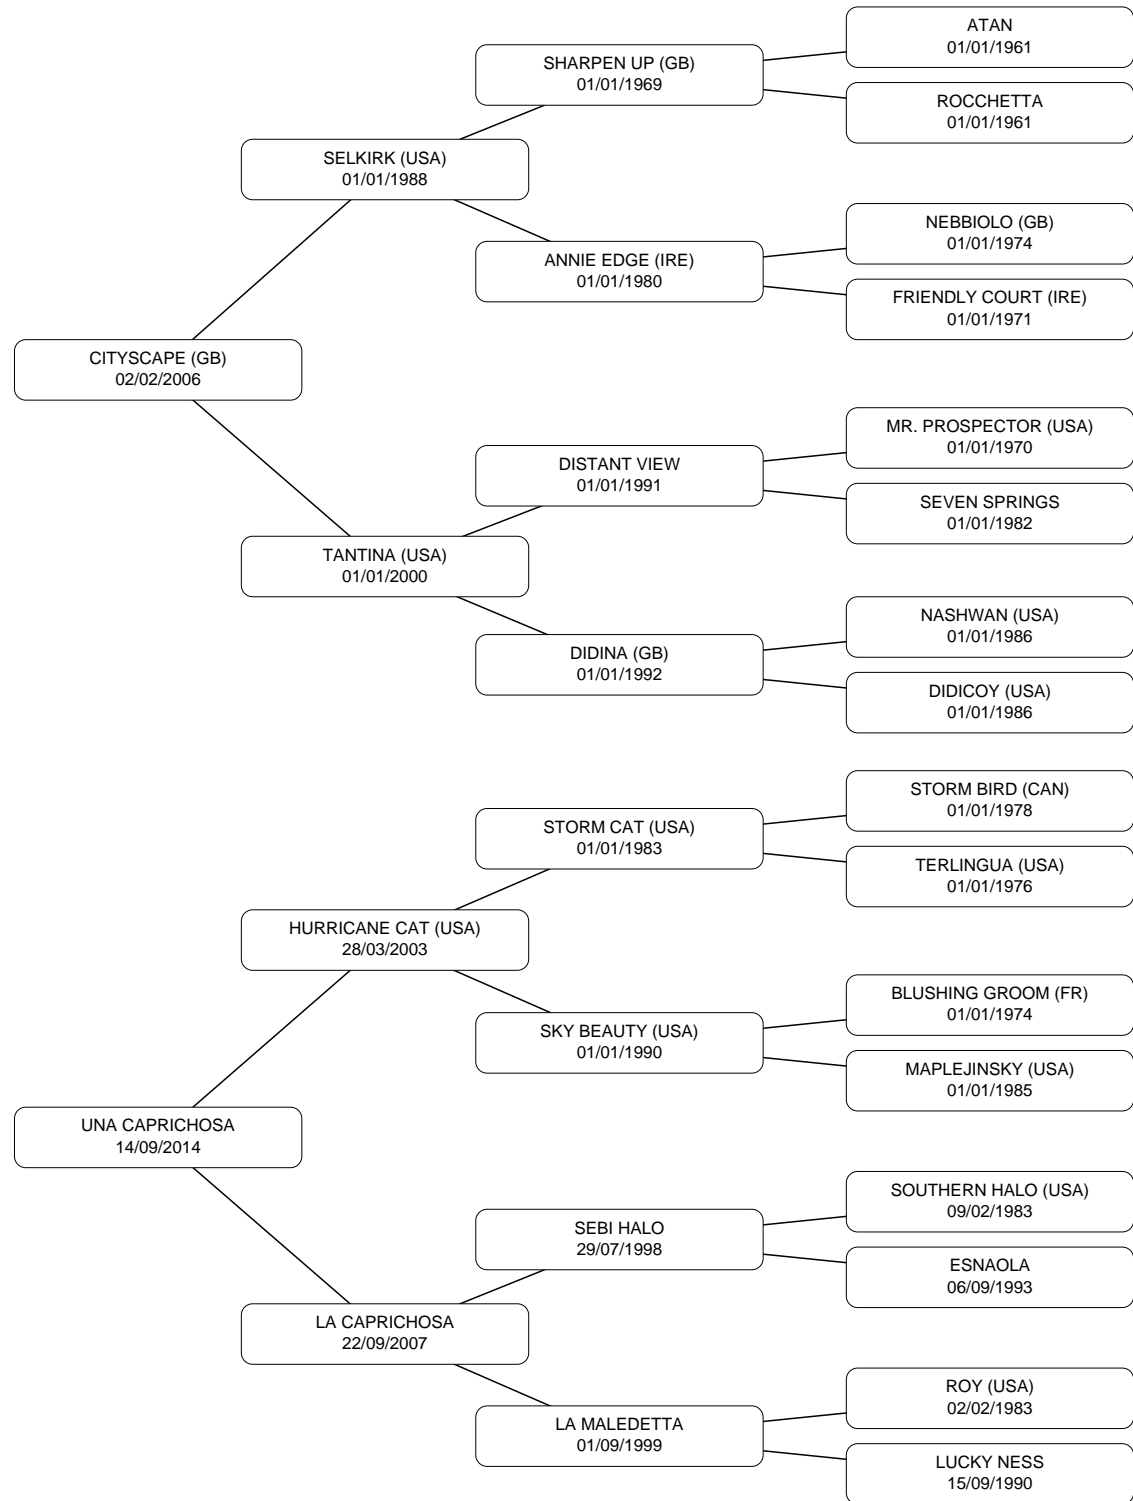 ATAN
01/01/1961
SHARPEN UP (GB)
01/01/1969
ROCCHETTA
01/01/1961
SELKIRK (USA)
01/01/1988
NEBBIOLO (GB)
01/01/1974
ANNIE EDGE (IRE)
01/01/1980
FRIENDLY COURT (IRE)
01/01/1971
CITYSCAPE (GB)
02/02/2006
MR. PROSPECTOR (USA)
01/01/1970
DISTANT VIEW
01/01/1991
SEVEN SPRINGS
01/01/1982
TANTINA (USA)
01/01/2000
NASHWAN (USA)
01/01/1986
DIDINA (GB)
01/01/1992
DIDICOY (USA)
01/01/1986
STORM BIRD (CAN)
01/01/1978
STORM CAT (USA)
01/01/1983
TERLINGUA (USA)
01/01/1976
HURRICANE CAT (USA)
28/03/2003
BLUSHING GROOM (FR)
01/01/1974
SKY BEAUTY (USA)
01/01/1990
MAPLEJINSKY (USA)
01/01/1985
UNA CAPRICHOSA
14/09/2014
SOUTHERN HALO (USA)
09/02/1983
SEBI HALO
29/07/1998
ESNAOLA
06/09/1993
LA CAPRICHOSA
22/09/2007
ROY (USA)
02/02/1983
LA MALEDETTA
01/09/1999
LUCKY NESS
15/09/1990